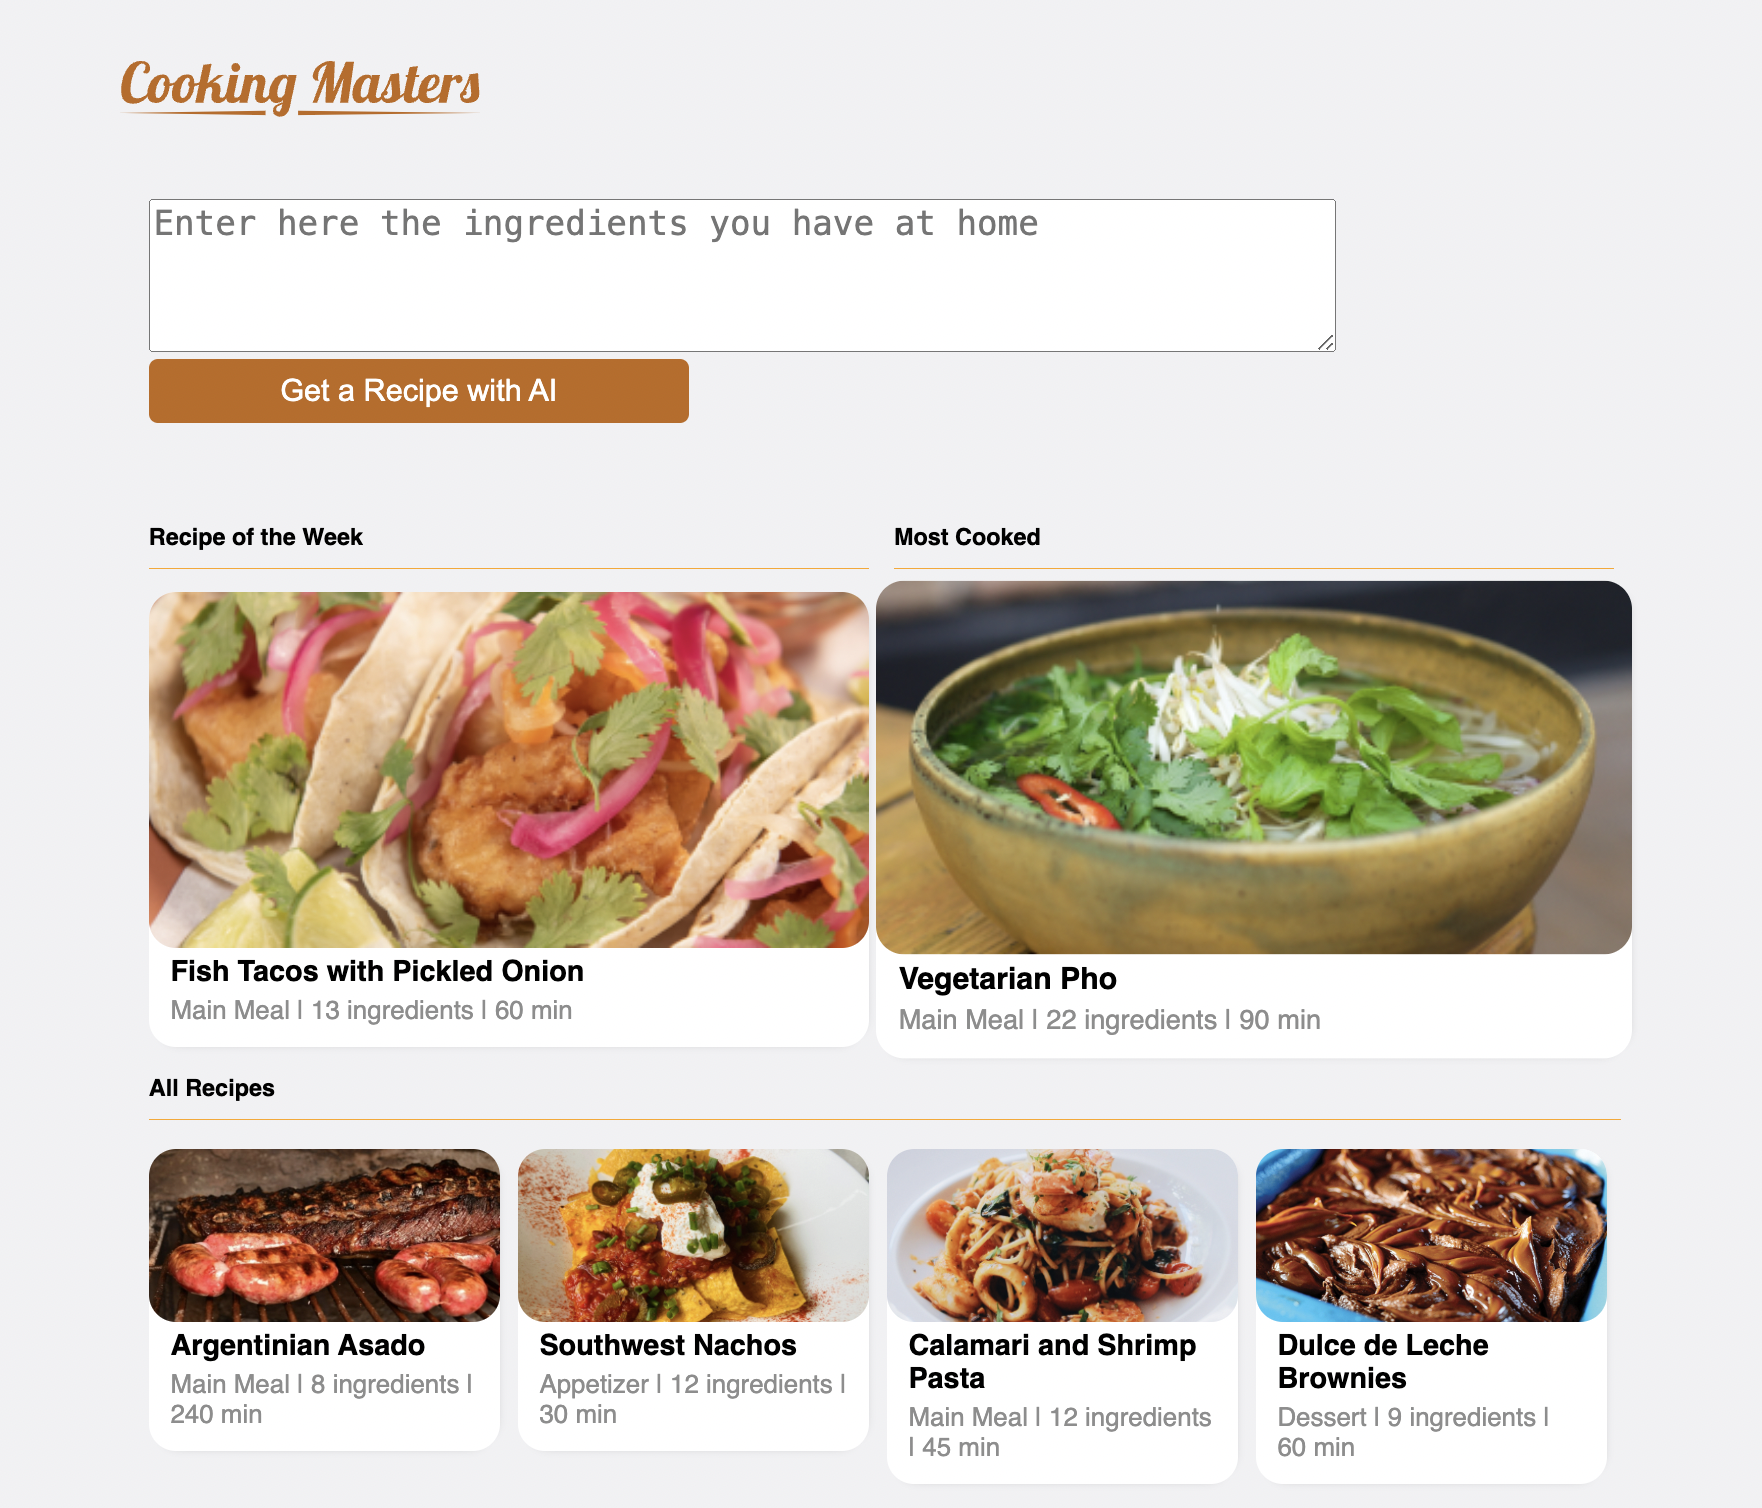 Cooking Masters
Enter here the ingredients you have at home
Get a Recipe with AI
Recipe of the Week
Most Cooked
Fish Tacos with Pickled Onion
Main Meal | 13 ingredients | 60 min
Vegetarian Pho
Main Meal | 22 ingredients | 90 min
All Recipes
Argentinian Asado
Main Meal | 8 ingredients |
240 min
Southwest Nachos
Appetizer | 12 ingredients |
30 min
Calamari and Shrimp
Pasta
Main Meal | 12 ingredients
| 45 min
Dulce de Leche
Brownies
Dessert | 9 ingredients |
60 min